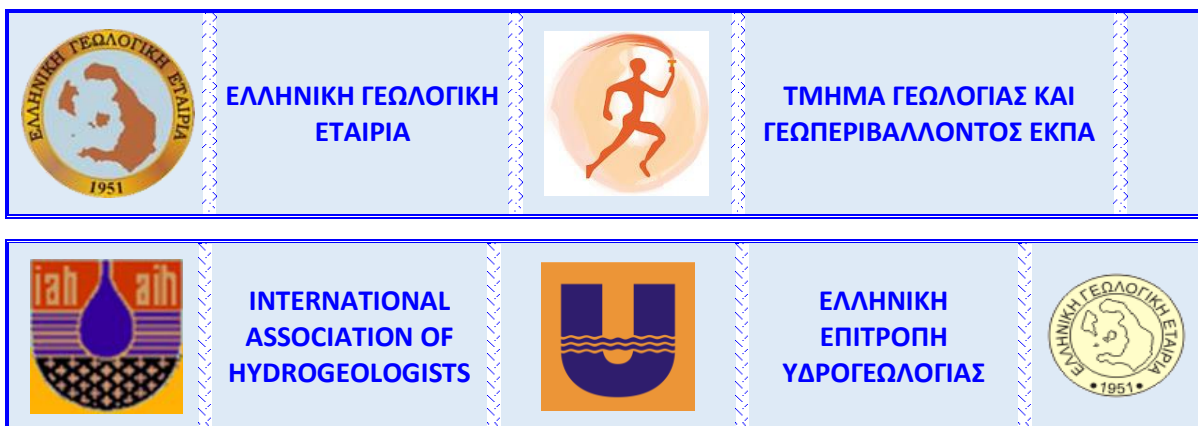 ΕΛΛΗΝΙΚΗ ΓΕΩΛΟΓΙΚΗ ΕΤΑΙΡΙΑ
1951
ΕΛΛΗΝΙΚΗ ΓΕΩΛΟΓΙΚΗ
ΕΤΑΙΡΙΑ
ΤΜΗΜΑ ΓΕΩΛΟΓΙΑΣ ΚΑΙ
ΓΕΩΠΕΡΙΒΑΛΛΟΝΤΟΣ ΕΚΠΑ
iah aih
INTERNATIONAL
ASSOCIATION OF
HYDROGEOLOGISTS
ΕΛΛΗΝΙΚΗ
ΕΠΙΤΡΟΠΗ
ΥΔΡΟΓΕΩΛΟΓΙΑΣ
ΕΛΛΗΝΙΚΗ ΓΕΩΛΟΓΙΚΗ ΕΤΑΙΡΙΑ
•1951•